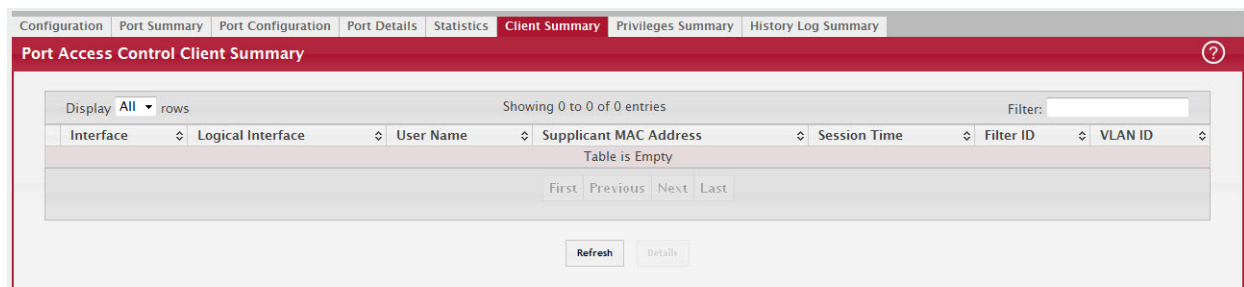 Configuration Port Summary Port Configuration Port Details Statistics Client Summary Privileges Summary History Log Summary
Port Access Control Client Summary ?
Display All rows Showing 0 to 0 of 0 entries Filter:
Interface Logical Interface User Name Supplicant MAC Address Session Time Filter ID VLAN ID
Table is Empty
First Previous Next Last
Refresh Details